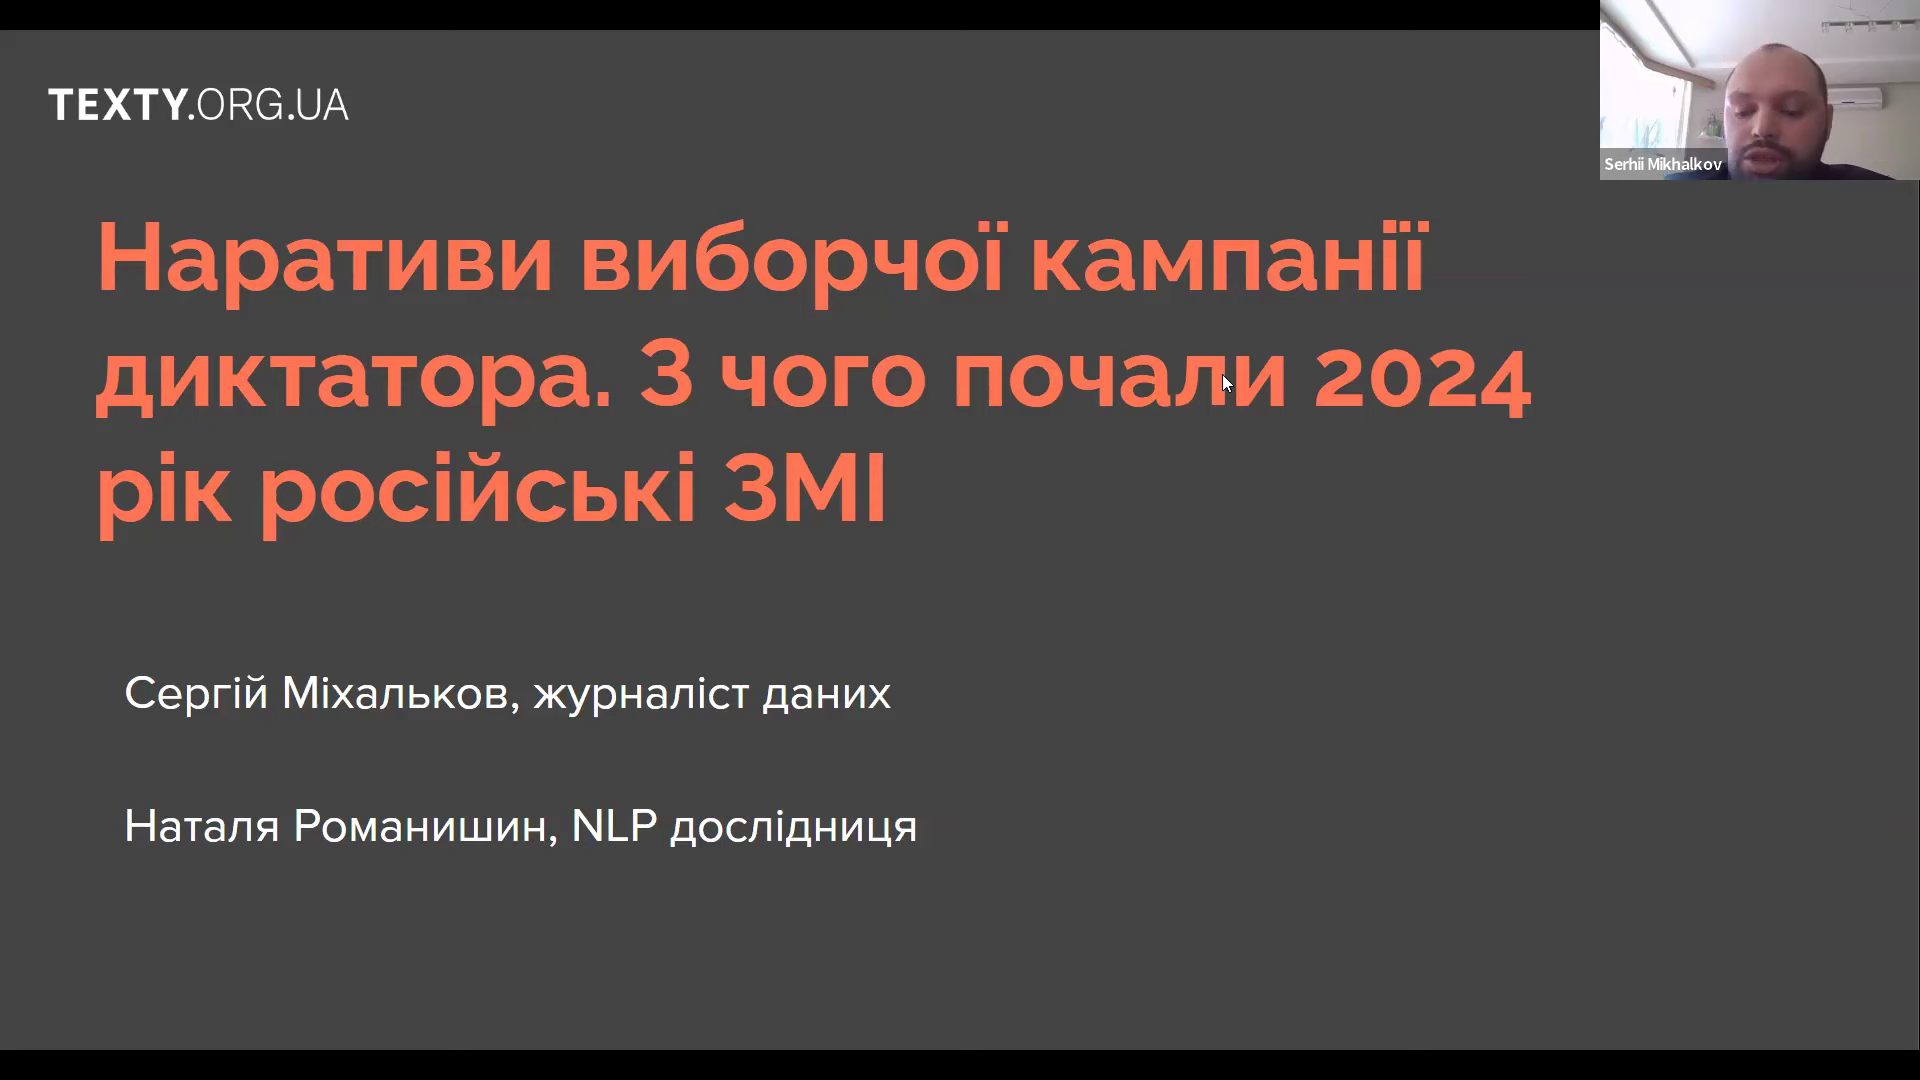 TEXTY.ORG.UA
Serhii Mikhalkov
Наративи виборчої кампанії
диктатора. З чого почали 2024
рік російські ЗМІ
Сергій Міхальков, журналіст даних
Наталя Романишин, NLP дослідниця